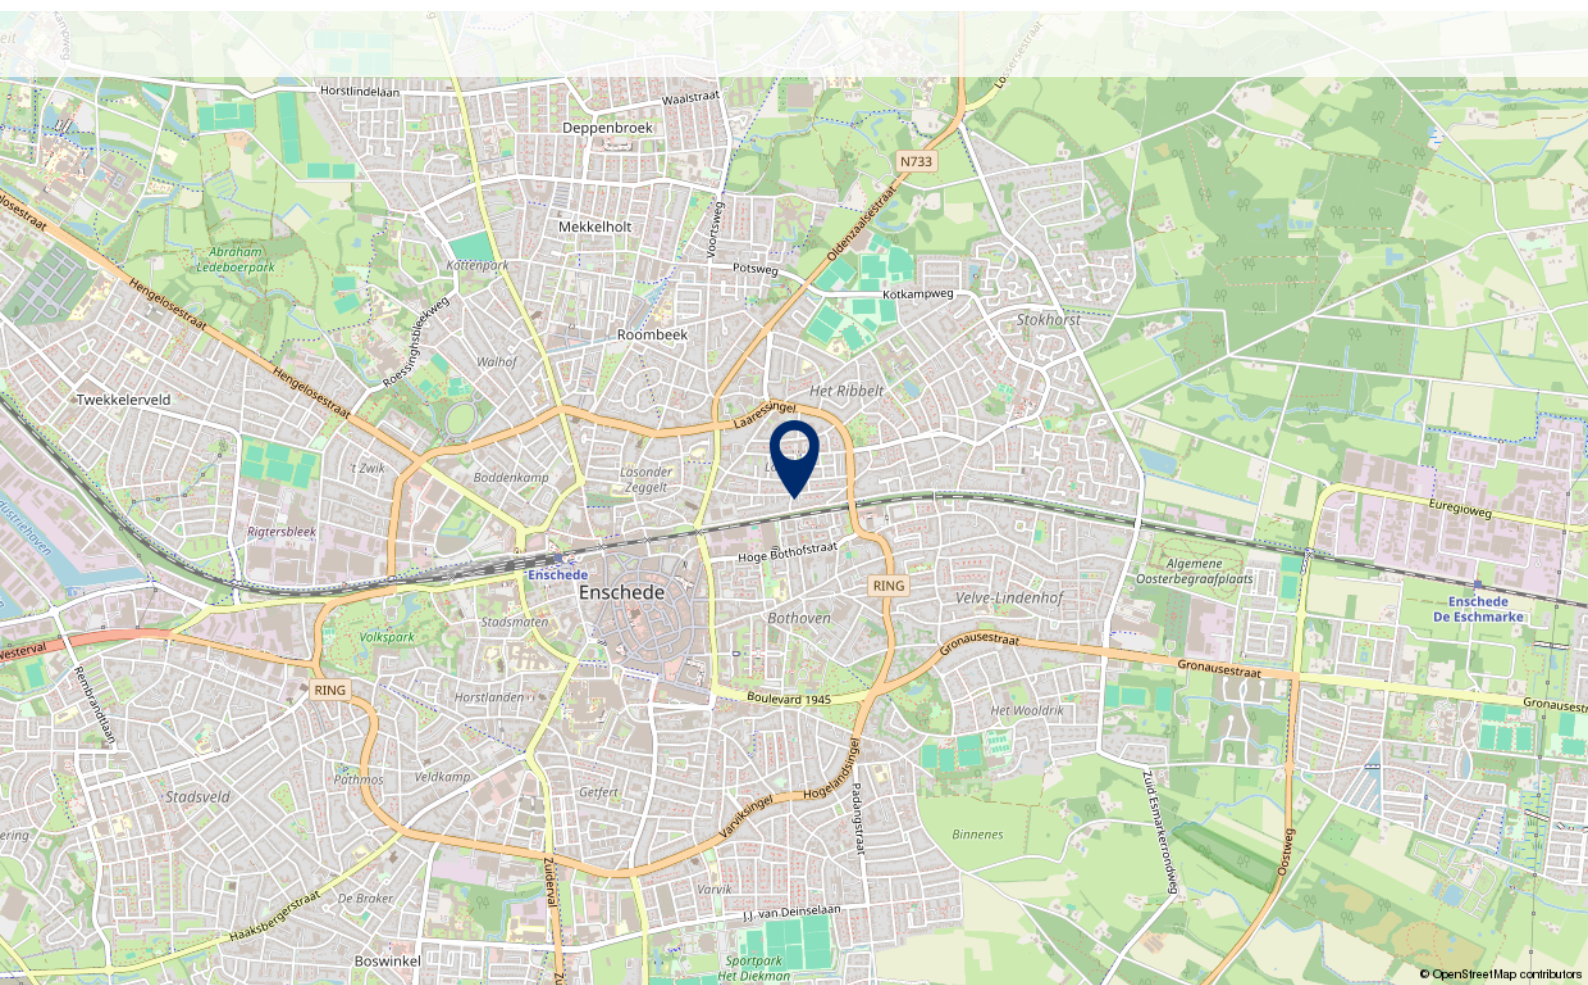 Horstlindelaan
Waalstraat
Deppenbroek
N733
Mekkelholt
Voortsweg
Oldenzaalsestraat
Abraham
Ledeboerpark
Kottenpark
Potsweg
Kotkampweg
Hengelosestraat
Roessinghsbleekweg
Roombeek
Stokhorst
Walhof
Hengelosestraat
Het Ribbelt
Twekkelerveld
Laaressingel
't Zwik
Boddenkamp
Lasonder
Zeggelt
Euregioweg
Rigtersbleek
Hoge Bothofstraat
Algemene
Oosterbegraafplaats
Enschede
Enschede
RING
Velve-Lindenhof
Enschede
De Eschmarke
Stadsmaten
Bothoven
Volkspark
Gronausestraat
Gronausestraat
Westerval
Rembrandtlaan
RING
Horstlanden
Boulevard 1945
Gronausestr
Het Wooldrik
Pathmos
Veldkamp
Getfert
Hogelandsingel
Stadsveld
Varviksingel
Padangstraat
Zuid Esmarkerrondweg
Binnenes
Oostweg
Zuiderval
Varvik
De Braker
J.J. van Deinselaan
Haaksbergerstraat
Boswinkel
Sportpark
Het Diekman
© OpenStreetMap contributors